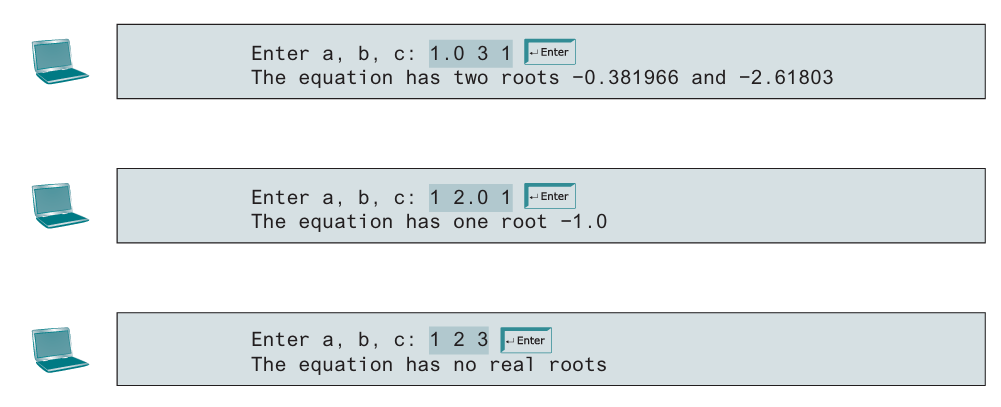 Enter a, b, c: 1.0 3 1 ↵Enter
The equation has two roots −0.381966 and −2.61803
Enter a, b, c: 1 2.0 1 ↵Enter
The equation has one root −1.0
Enter a, b, c: 1 2 3 ↵Enter
The equation has no real roots